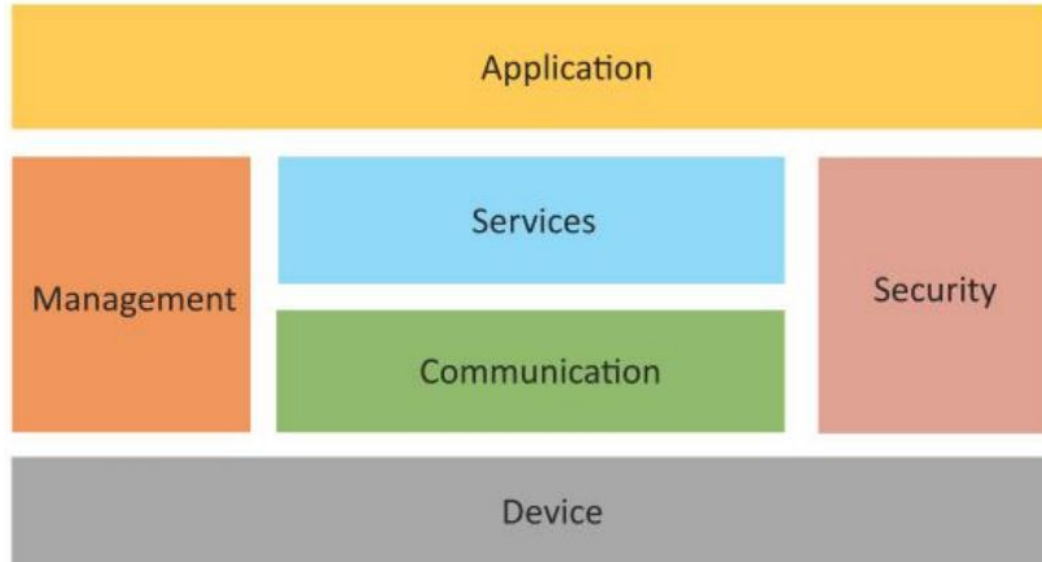 Application
Services
Management
Security
Communication
Device